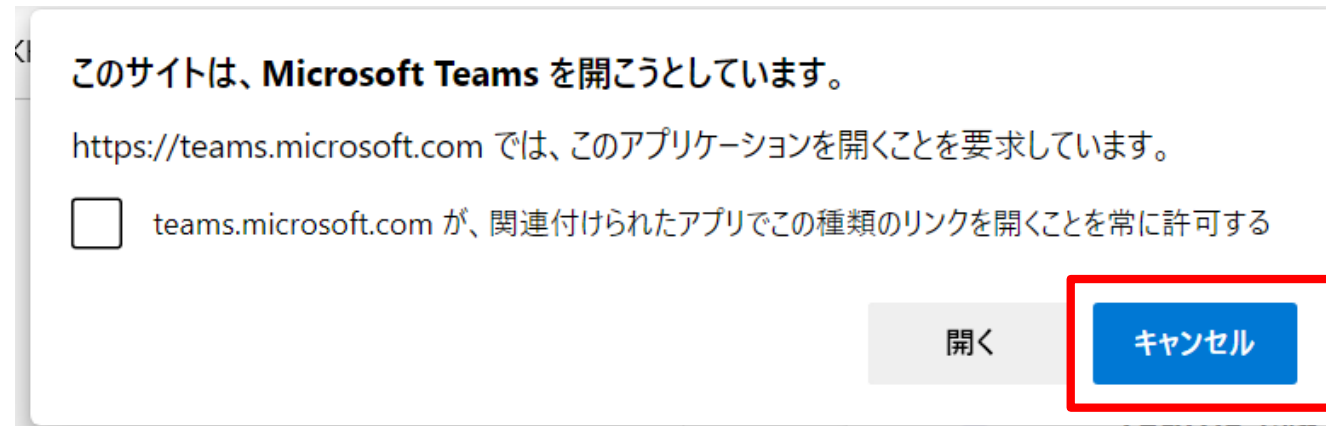 このサイトは、Microsoft Teams を開こうとしています。
https://teams.microsoft.com では、このアプリケーションを開くことを要求しています。
teams.microsoft.com が、関連付けられたアプリでこの種類のリンクを開くことを常に許可する
開く
キャンセル